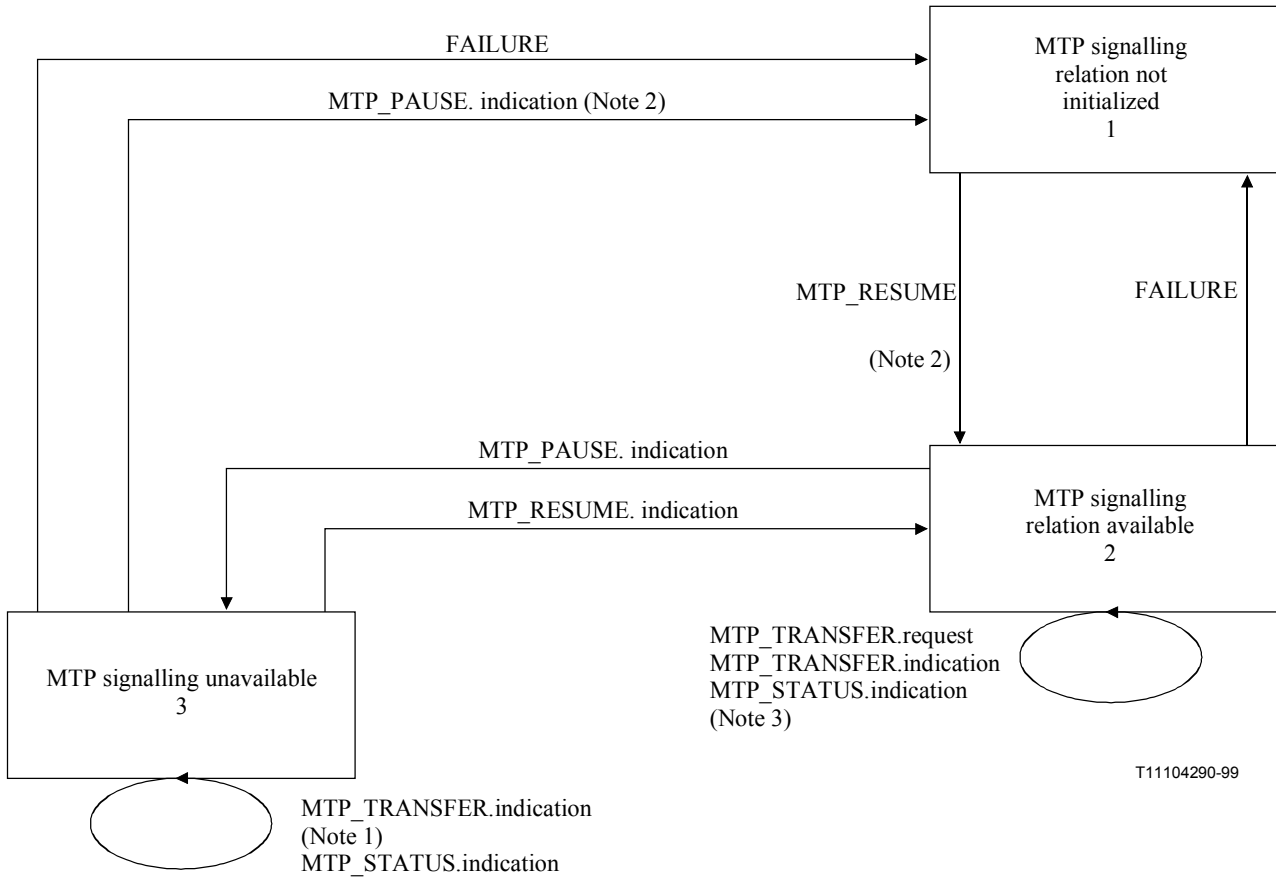 FAILURE
MTP signalling
relation not
initialized
1
MTP_PAUSE. indication (Note 2)
MTP_RESUME
(Note 2)
FAILURE
MTP_PAUSE. indication
MTP_RESUME. indication
MTP signalling
relation available
2
MTP signalling unavailable
3
MTP_TRANSFER.request
MTP_TRANSFER.indication
MTP_STATUS.indication
(Note 3)
T11104290-99
MTP_TRANSFER.indication
(Note 1)
MTP_STATUS.indication